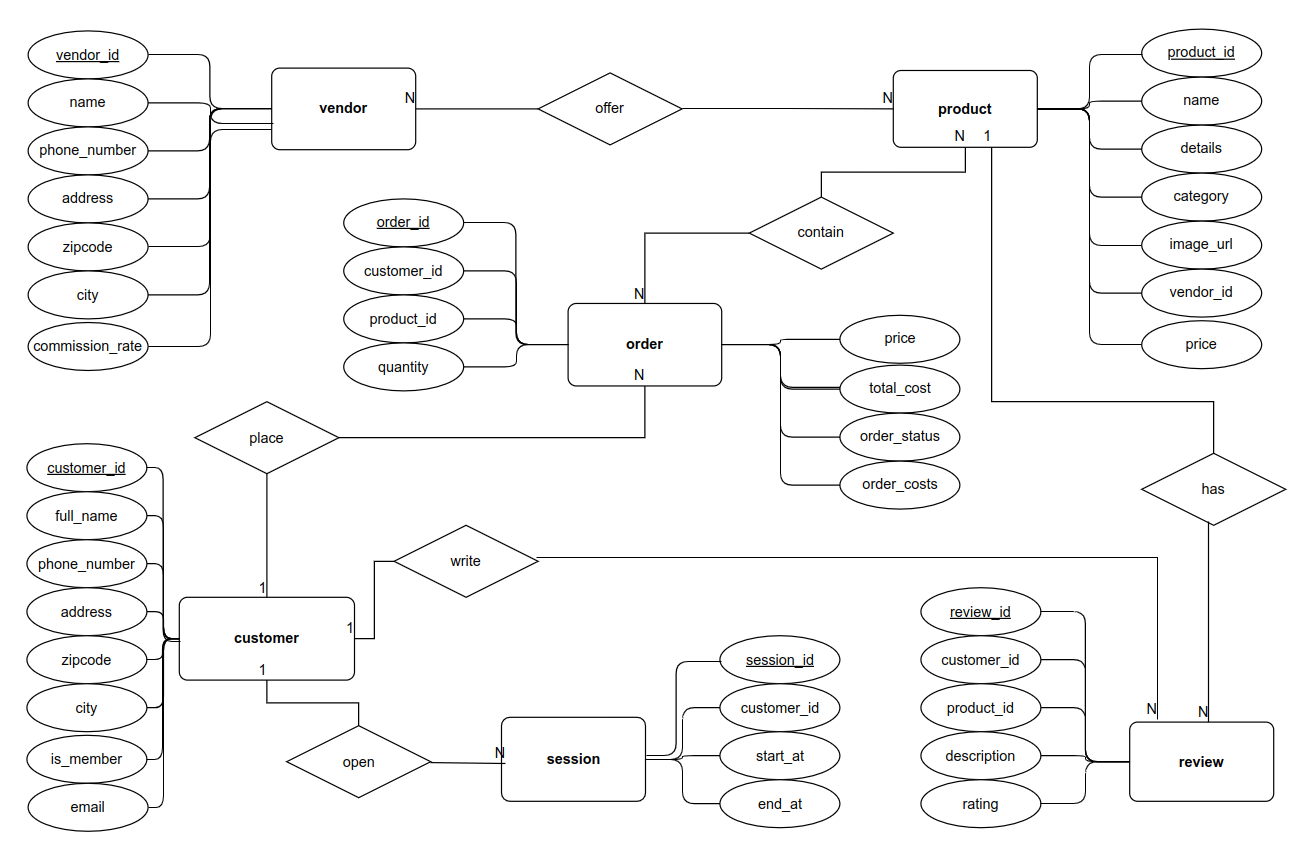 vendor_id
name
phone_number
address
zipcode
city
commission_rate
vendor
N
offer
N
product
N 1
product_id
name
details
category
image_url
vendor_id
price
order_id
customer_id
product_id
quantity
contain
N
order
N
price
total_cost
order_status
order_costs
place
has
customer_id
full_name
phone_number
address
zipcode
city
is_member
email
1
customer
1
1
write
open
N
session
session_id
customer_id
start_at
end_at
review_id
customer_id
product_id
description
rating
N
N
review